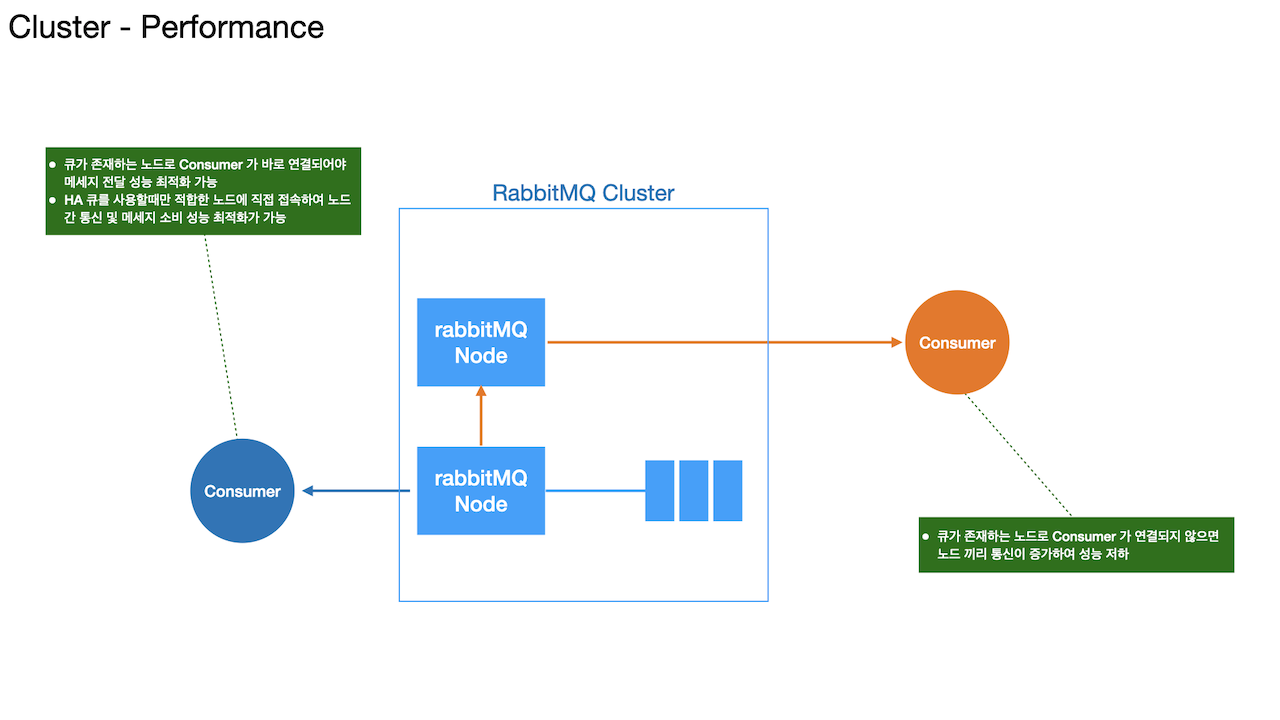 Cluster - Performance
● 큐가 존재하는 노드로 Consumer 가 바로 연결되어야
메세지 전달 성능 최적화 가능
● HA 큐를 사용할때만 적합한 노드에 직접 접속하여 노드
간 통신 및 메세지 소비 성능 최적화가 가능
RabbitMQ Cluster
rabbitMQ
Node
Consumer
rabbitMQ
Node
Consumer
● 큐가 존재하는 노드로 Consumer 가 연결되지 않으면
노드 끼리 통신이 증가하여 성능 저하